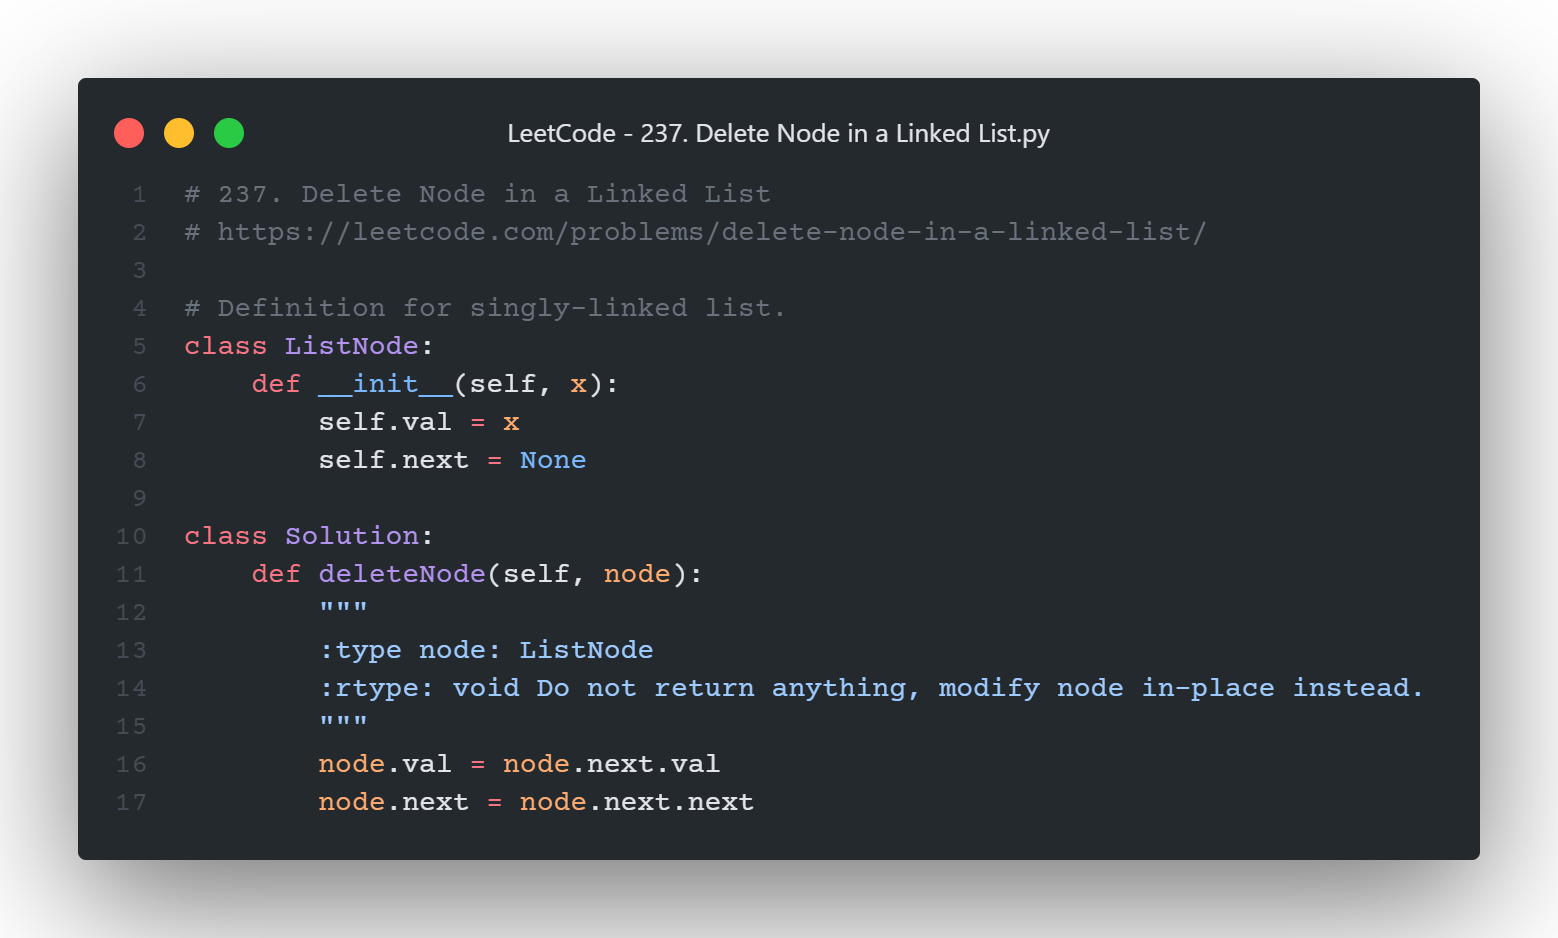 LeetCode - 237. Delete Node in a Linked List.py
1 # 237. Delete Node in a Linked List
2 # https://leetcode.com/problems/delete-node-in-a-linked-list/
3
4 # Definition for singly-linked list.
5 class ListNode:
6     def __init__(self, x):
7         self.val = x
8         self.next = None
9
10 class Solution:
11     def deleteNode(self, node):
12         """
13         :type node: ListNode
14         :rtype: void Do not return anything, modify node in-place instead.
15         """
16         node.val = node.next.val
17         node.next = node.next.next